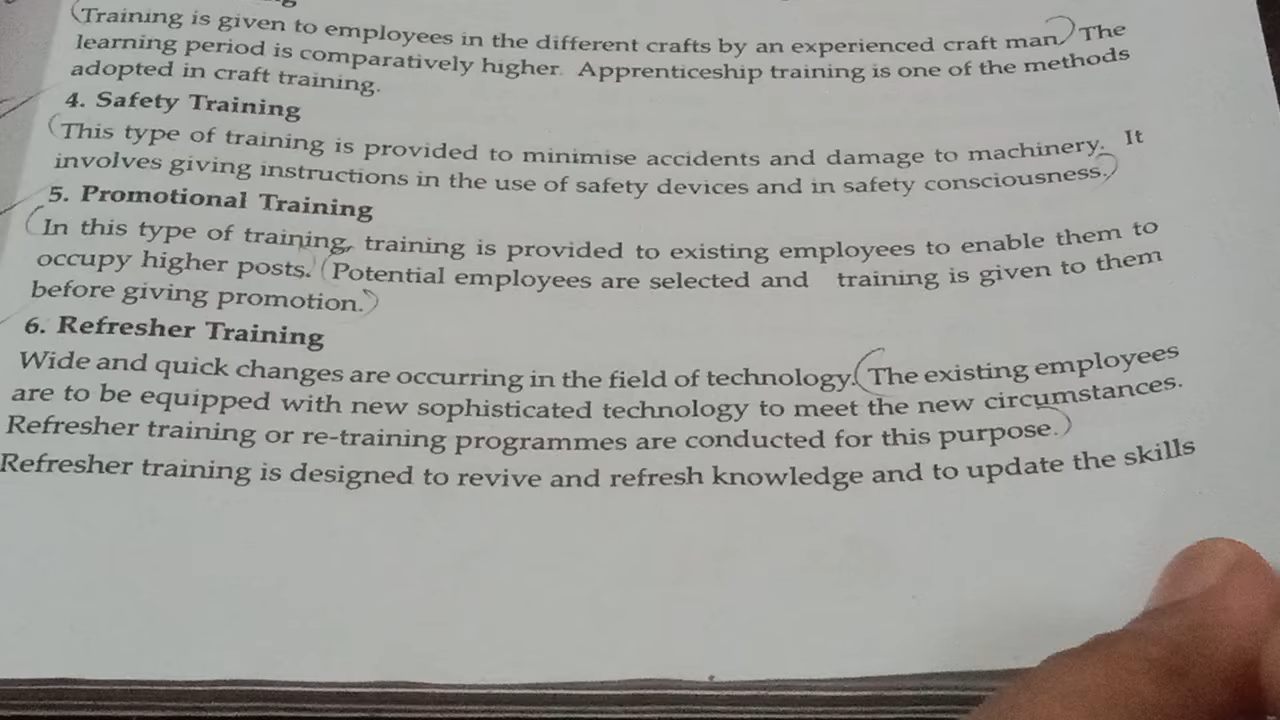 Training is given to employees in the different crafts by an experienced craft man. The
learning period is comparatively higher. Apprenticeship training is one of the methods
adopted in craft training.
4. Safety Training
This type of training is provided to minimise accidents and damage to machinery. It
involves giving instructions in the use of safety devices and in safety consciousness.
5. Promotional Training
In this type of training, training is provided to existing employees to enable them to
occupy higher posts. Potential employees are selected and training is given to them
before giving promotion.
6. Refresher Training
Wide and quick changes are occurring in the field of technology. The existing employees
are to be equipped with new sophisticated technology to meet the new circumstances.
Refresher training or re-training programmes are conducted for this purpose.
Refresher training is designed to revive and refresh knowledge and to update the skills